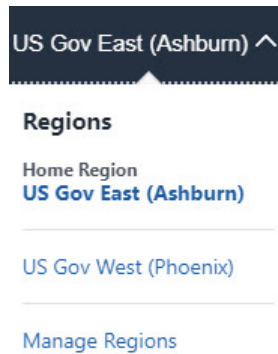 US Gov East (Ashburn)
Regions
Home Region
US Gov East (Ashburn)
US Gov West (Phoenix)
Manage Regions